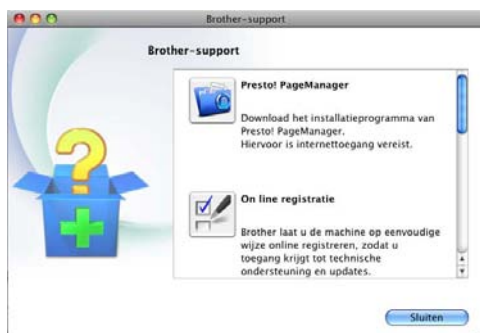 Brother-support
Brother-support
Presto! PageManager
Download het installatieprogramma van
Presto! PageManager.
Hiervoor is internettoegang vereist.
On line registratie
Brother laat u de machine op eenvoudige
wijze online registreren, zodat u
toegang krijgt tot technische
ondersteuning en updates.
Sluiten